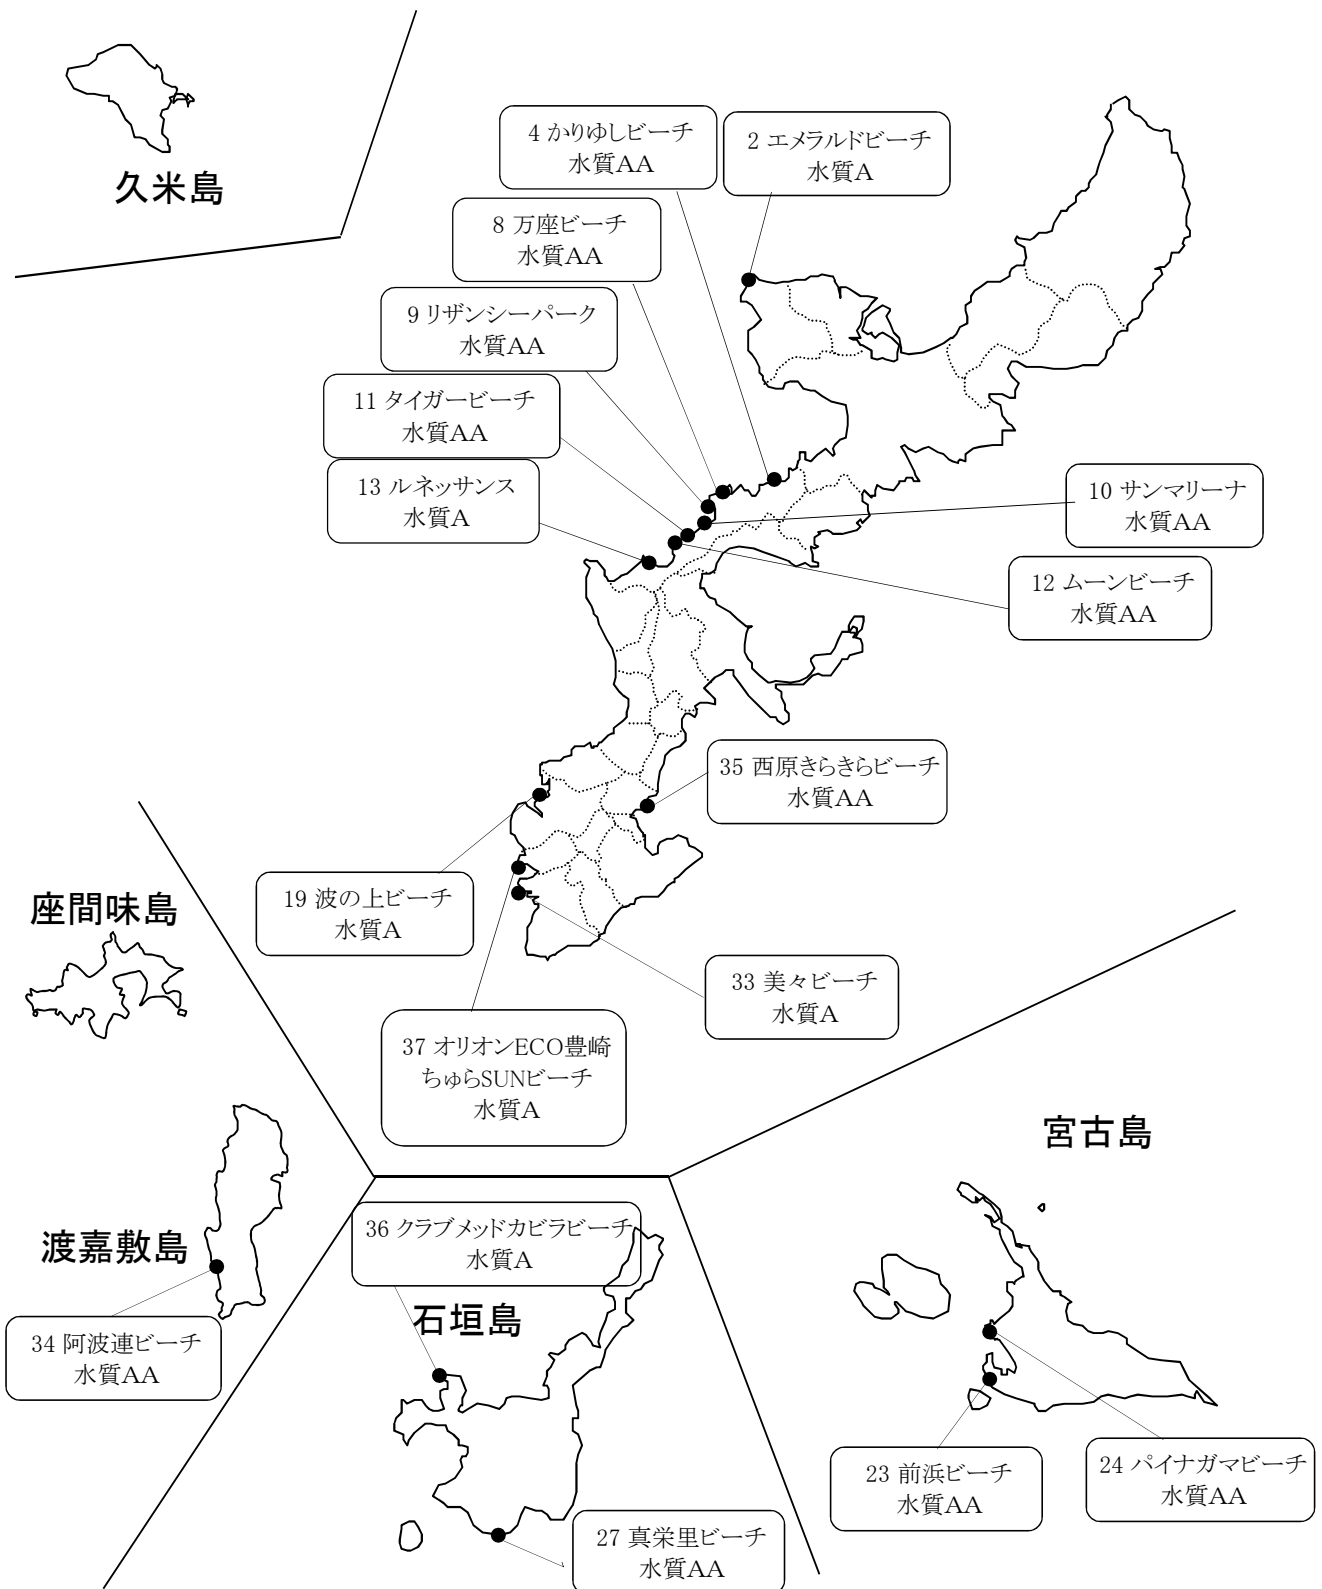 久米島
4 かりゆしビーチ
水質AA
2 エメラルドビーチ
水質A
8 万座ビーチ
水質AA
9 リザンシーパーク
水質AA
11 タイガービーチ
水質AA
13 ルネッサンス
水質A
10 サンマリーナ
水質AA
12 ムーンビーチ
水質AA
35 西原きらきらビーチ
水質AA
19 波の上ビーチ
水質A
33 美々ビーチ
水質A
37 オリオンECO豊崎
ちゅらSUNビーチ
水質A
座間味島
渡嘉敷島
34 阿波連ビーチ
水質AA
36 クラブメッドカビラビーチ
水質A
石垣島
27 真栄里ビーチ
水質AA
宮古島
23 前浜ビーチ
水質AA
24 パイナガマビーチ
水質AA